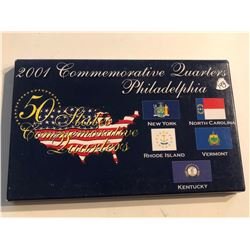 2001 Commemorative Quarters
Philadelphia
50 States
Commemorative
Quarters
NEW YORK
NORTH CAROLINA
RHODE ISLAND
VERMONT
KENTUCKY